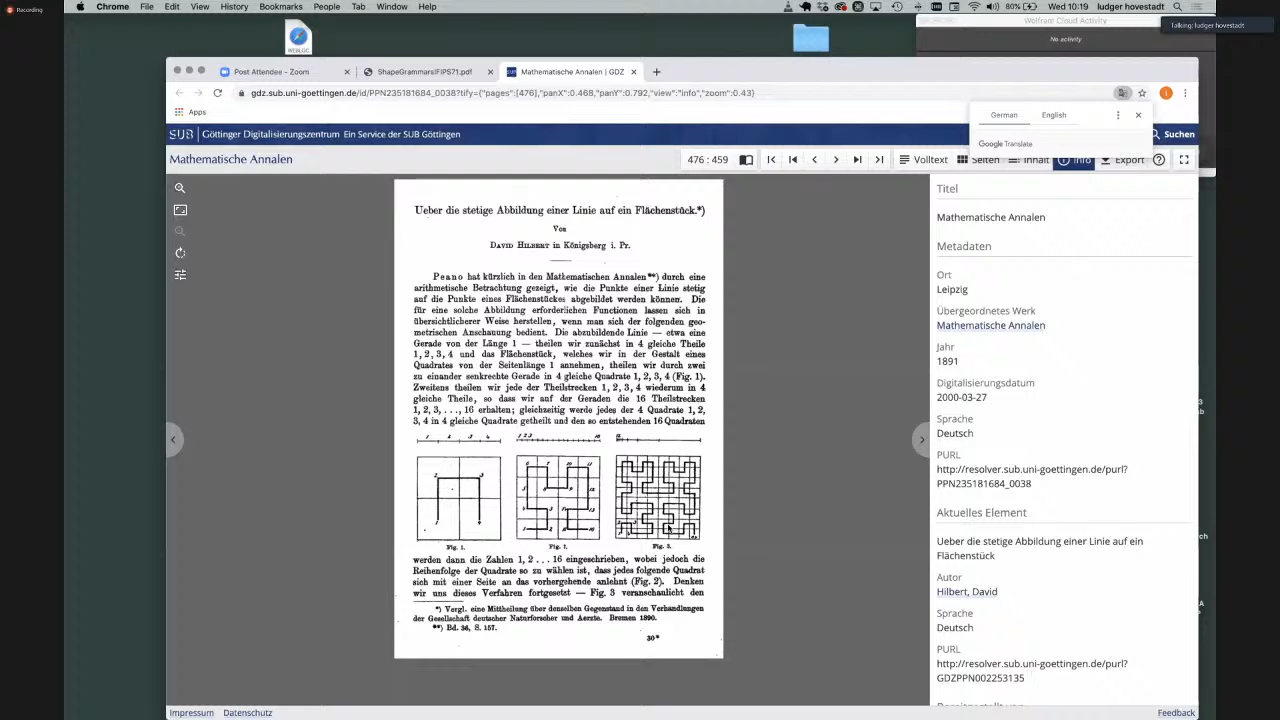 Recording
Chrome File Edit View History Bookmarks People Tab Window Help
80% Wed 10:19 ludger hovestadt
Wolfram Cloud Activity
No activity
Talking: ludger hovestadt
WEBLOC
Post Attendee - Zoom
ShapeGrammarsIFIPS71.pdf
Mathematische Annalen | GDZ
gdz.sub.uni-goettingen.de/id/PPN235181684_0038?tify={"pages":[476],"panX":0.468,"panY":0.792,"view":"info","zoom":0.43}
Apps
German English
Google Translate
SUB Göttinger Digitalisierungszentrum Ein Service der SUB Göttingen
Suchen
Mathematische Annalen
476 : 459
Volltext Seiten Inhalt Info Export
Ueber die stetige Abbildung einer Linie auf ein Flächenstück.*)
Von
DAVID HILBERT in Königsberg i. Pr.
Peano hat kürzlich in den Mathematischen Annalen**) durch eine
arithmetische Betrachtung gezeigt, wie die Punkte einer Linie stetig
auf die Punkte eines Flächenstückes abgebildet werden können. Die
für eine solche Abbildung erforderlichen Functionen lassen sich in
übersichtlicherer Weise herstellen, wenn man sich der folgenden geo-
metrischen Anschauung bedient. Die abzubildende Linie — etwa eine
Gerade von der Länge 1 — theilen wir zunächst in 4 gleiche Theile
1, 2, 3, 4 und das Flächenstück, welches wir in der Gestalt eines
Quadrates von der Seitenlänge 1 annehmen, theilen wir durch zwei
zu einander senkrechte Gerade in 4 gleiche Quadrate 1, 2, 3, 4 (Fig. 1).
Zweitens theilen wir jede der Theilstrecken 1, 2, 3, 4 wiederum in 4
gleiche Theile, so dass wir auf der Geraden die 16 Theilstrecken
1, 2, 3, . . ., 16 erhalten; gleichzeitig werde jedes der 4 Quadrate 1, 2,
3, 4 in 4 gleiche Quadrate getheilt und den so entstehenden 16 Quadraten
Fig. 1. Fig. 2. Fig. 3.
werden dann die Zahlen 1, 2 . . . 16 eingeschrieben, wobei jedoch die
Reihenfolge der Quadrate so zu wählen ist, dass jedes folgende Quadrat
sich mit einer Seite an das vorhergehende anlehnt (Fig. 2). Denken
wir uns dieses Verfahren fortgesetzt — Fig. 3 veranschaulicht den
*) Vergl. eine Mittheilung über denselben Gegenstand in den Verhandlungen
der Gesellschaft deutscher Naturforscher und Aerzte. Bremen 1890.
**) Bd. 36, S. 157.
30*
Titel
Mathematische Annalen
Metadaten
Ort
Leipzig
Übergeordnetes Werk
Mathematische Annalen
Jahr
1891
Digitalisierungsdatum
2000-03-27
Sprache
Deutsch
PURL
http://resolver.sub.uni-goettingen.de/purl?
PPN235181684_0038
Aktuelles Element
Ueber die stetige Abbildung einer Linie auf ein
Flächenstück
Autor
Hilbert, David
Sprache
Deutsch
PURL
http://resolver.sub.uni-goettingen.de/purl?
GDZPPN002253135
Impressum Datenschutz
Feedback